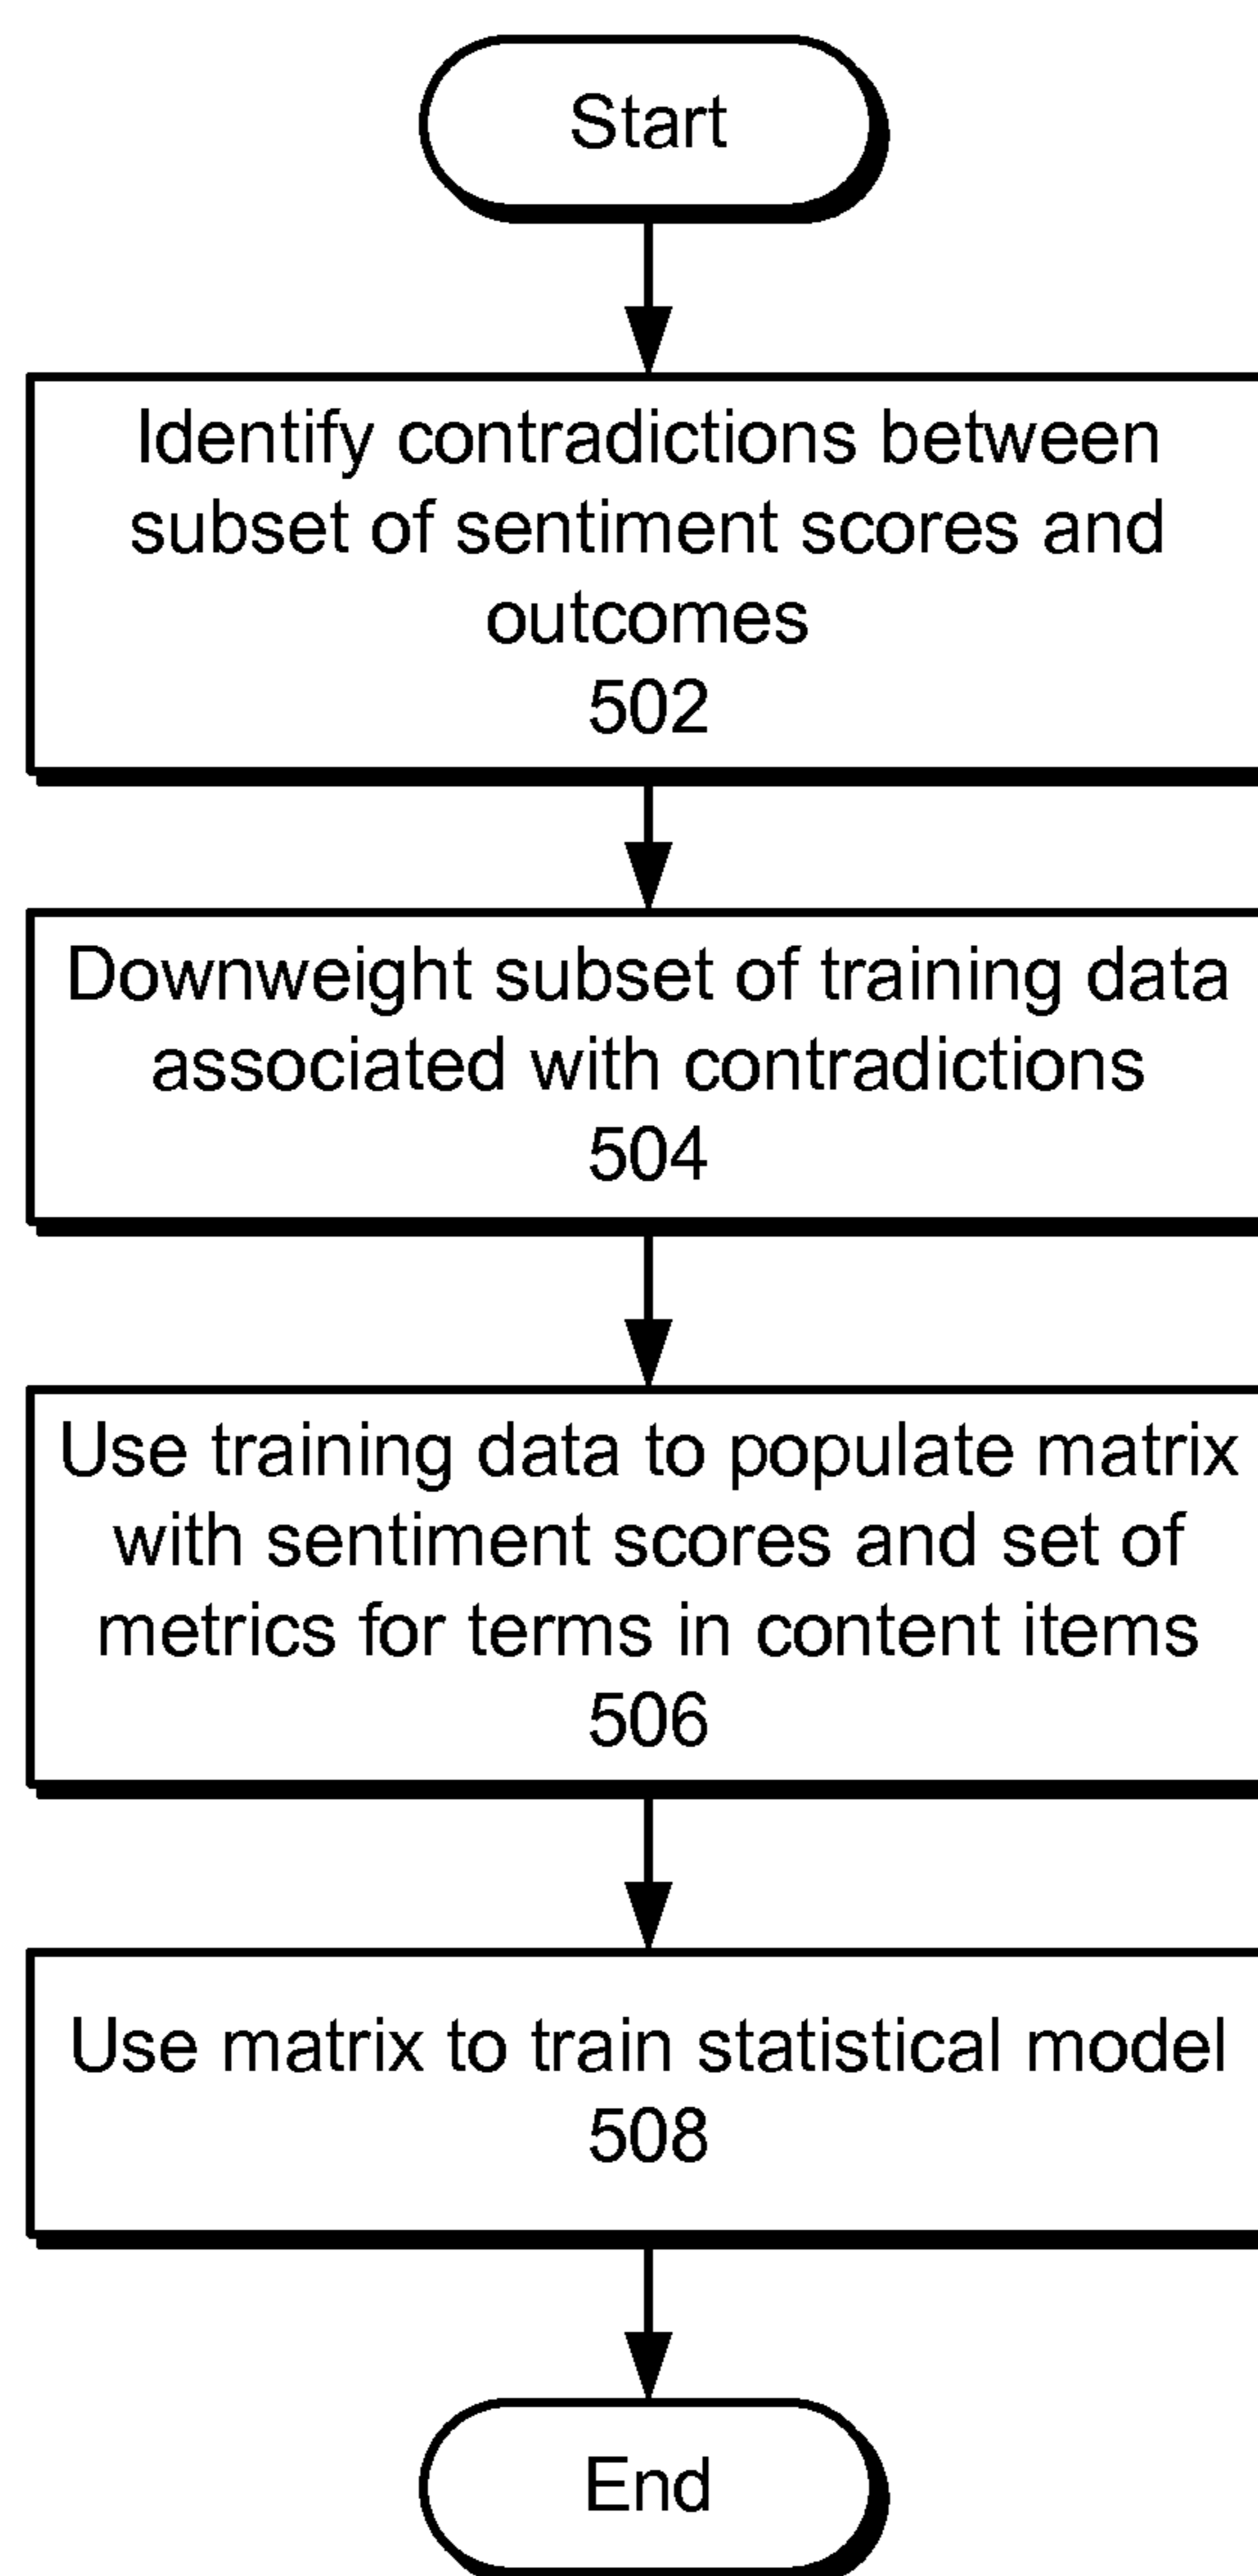 Start
Identify contradictions between
subset of sentiment scores and
outcomes
502
Downweight subset of training data
associated with contradictions
504
Use training data to populate matrix
with sentiment scores and set of
metrics for terms in content items
506
Use matrix to train statistical model
508
End